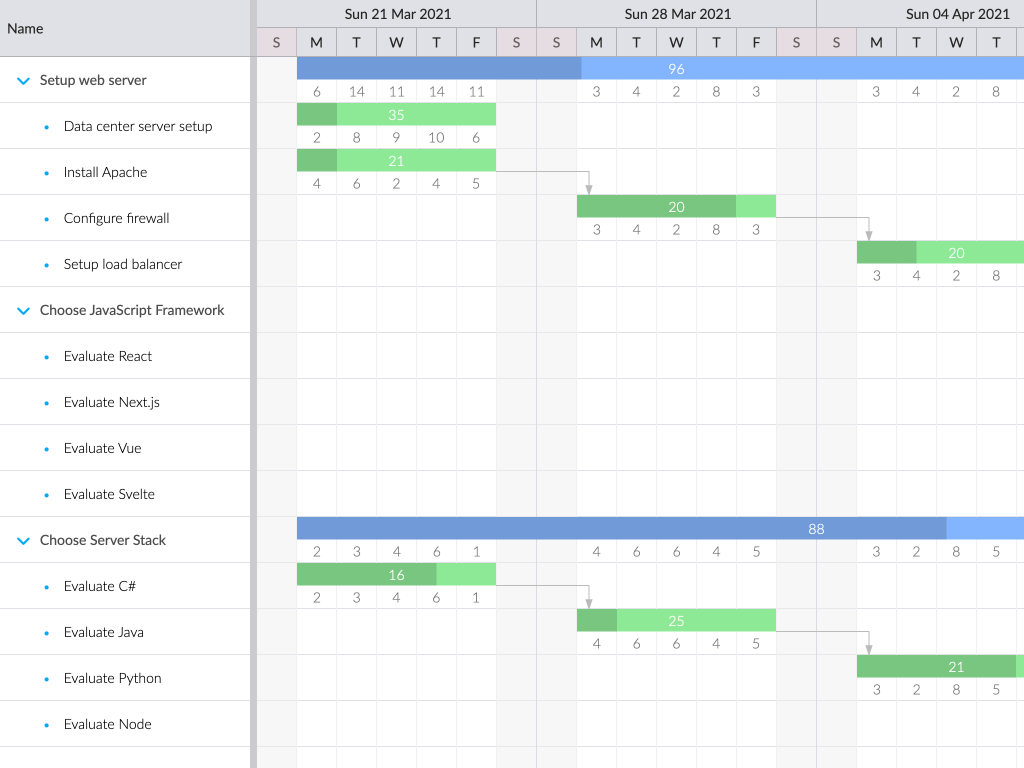 Name
Sun 21 Mar 2021 Sun 28 Mar 2021 Sun 04 Apr 2021
S M T W T F S S M T W T F S S M T W T
Setup web server 96
6 14 11 14 11 3 4 2 8 3 3 4 2 8
Data center server setup 35
2 8 9 10 6
Install Apache 21
4 6 2 4 5
Configure firewall 20
3 4 2 8 3
Setup load balancer 20
3 4 2 8
Choose JavaScript Framework
Evaluate React
Evaluate Next.js
Evaluate Vue
Evaluate Svelte
Choose Server Stack 88
2 3 4 6 1 4 6 6 4 5 3 2 8 5
Evaluate C# 16
2 3 4 6 1
Evaluate Java 25
4 6 6 4 5
Evaluate Python 21
3 2 8 5
Evaluate Node